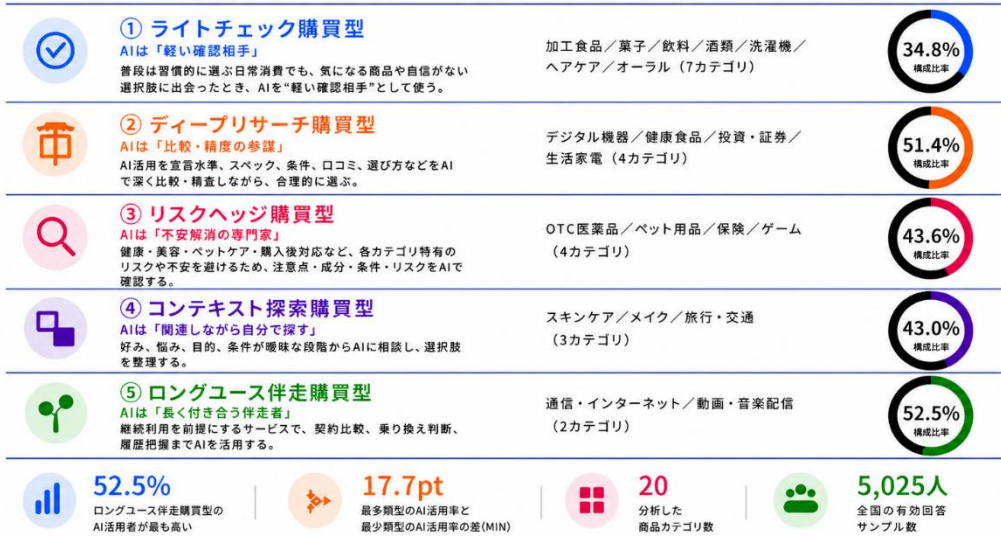 ① ライトチェック購買型
AIは「軽い確認相手」
普段は習慣的に選ぶ日常消費でも、気になる商品や自信がない
選択肢に出会ったとき、AIを“軽い確認相手”として使う。
加工食品／菓子／飲料／酒類／洗濯機／
ヘアケア／オーラル（7カテゴリ）
34.8%
構成比率
② ディープリサーチ購買型
AIは「比較・精度の参謀」
AI活用を宣言水準、スペック、条件、口コミ、選び方などをAI
で深く比較・精査しながら、合理的に選ぶ。
デジタル機器／健康食品／投資・証券／
生活家電（4カテゴリ）
51.4%
構成比率
③ リスクヘッジ購買型
AIは「不安解消の専門家」
健康・美容・ペットケア・購入後対応など、各カテゴリ特有の
リスクや不安を避けるため、注意点・成分・条件・リスクをAIで
確認する。
OTC医薬品／ペット用品／保険／ゲーム
（4カテゴリ）
43.6%
構成比率
④ コンテキスト探索購買型
AIは「関連しながら自分で探す」
好み、悩み、目的、条件が曖昧な段階からAIに相談し、選択肢
を整理する。
スキンケア／メイク／旅行・交通
（3カテゴリ）
43.0%
構成比率
⑤ ロングユース伴走購買型
AIは「長く付き合う伴走者」
継続利用を前提にするサービスで、契約比較、乗り換え判断、
履歴把握までAIを活用する。
通信・インターネット／動画・音楽配信
（2カテゴリ）
52.5%
構成比率
52.5%
ロングユース伴走購買型の
AI活用者が最も高い
17.7pt
最多類型のAI活用率と
最少類型のAI活用率の差(MIN)
20
分析した
商品カテゴリ数
5,025人
全国の有効回答
サンプル数